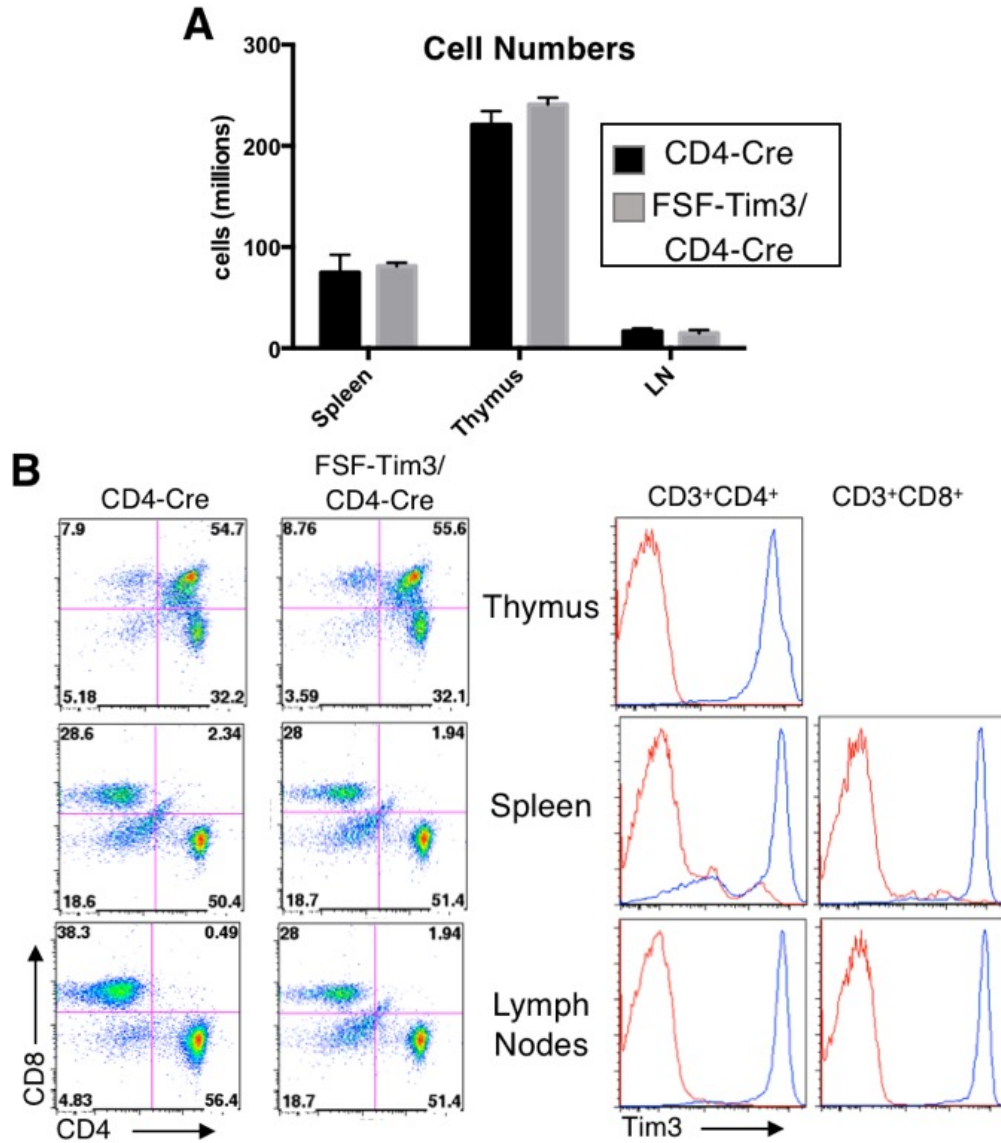 A
Cell Numbers
300
200
100
0
cells (millions)
CD4-Cre
FSF-Tim3/
CD4-Cre
Spleen
Thymus
LN
B
CD4-Cre
FSF-Tim3/
CD4-Cre
CD3+CD4+
CD3+CD8+
7.9 54.7
5.18 32.2
8.76 55.6
3.59 32.1
Thymus
28.6 2.34
18.6 50.4
28 1.94
18.7 51.4
Spleen
38.3 0.49
4.83 56.4
28 1.94
18.7 51.4
Lymph
Nodes
CD8
CD4
Tim3